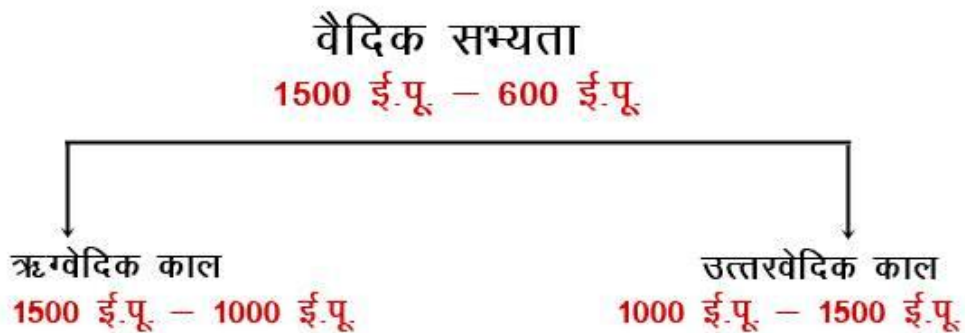 वैदिक सभ्यता
1500 ई.पू. – 600 ई.पू.
ऋग्वेदिक काल
1500 ई.पू. – 1000 ई.पू.
उत्तरवेदिक काल
1000 ई.पू. – 1500 ई.पू.